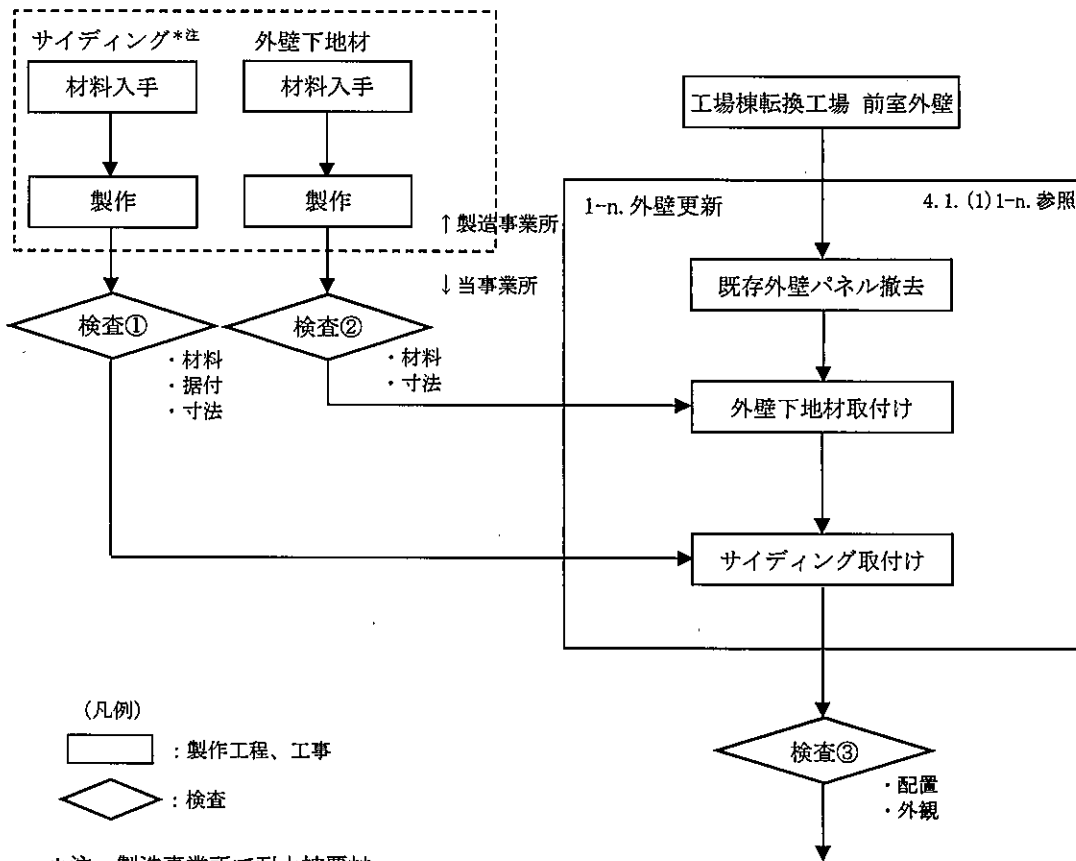 サイディング*注
外壁下地材
材料入手
材料入手
工場棟転換工場 前室外壁
製作
製作
↑製造事業所
↓当事業所
1-n. 外壁更新
4.1.(1)1-n.参照
既存外壁パネル撤去
検査①
・材料
・据付
・寸法
検査②
・材料
・寸法
外壁下地材取付け
サイディング取付け
(凡例)
：製作工程、工事
：検査
検査③
・配置
・外観